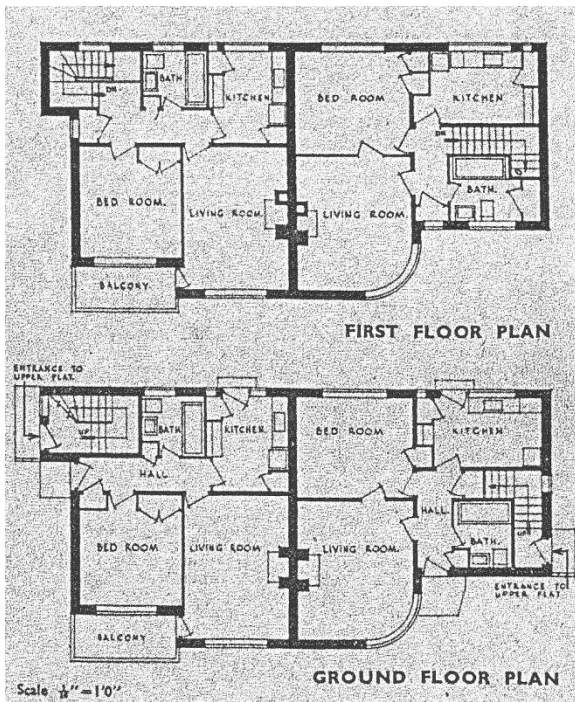 DN
BATH
KITCHEN
BED ROOM
KITCHEN
DN
BED ROOM.
LIVING ROOM.
LIVING ROOM.
BATH.
BALCONY
FIRST FLOOR PLAN
ENTRANCE TO
UPPER FLAT.
UP
BATH
KITCHEN
BED ROOM
KITCHEN
HALL
BED ROOM
LIVING ROOM
LIVING ROOM.
HALL
BATH.
UP
BALCONY
ENTRANCE TO
UPPER FLAT
GROUND FLOOR PLAN
Scale 1/16" = 1'0"